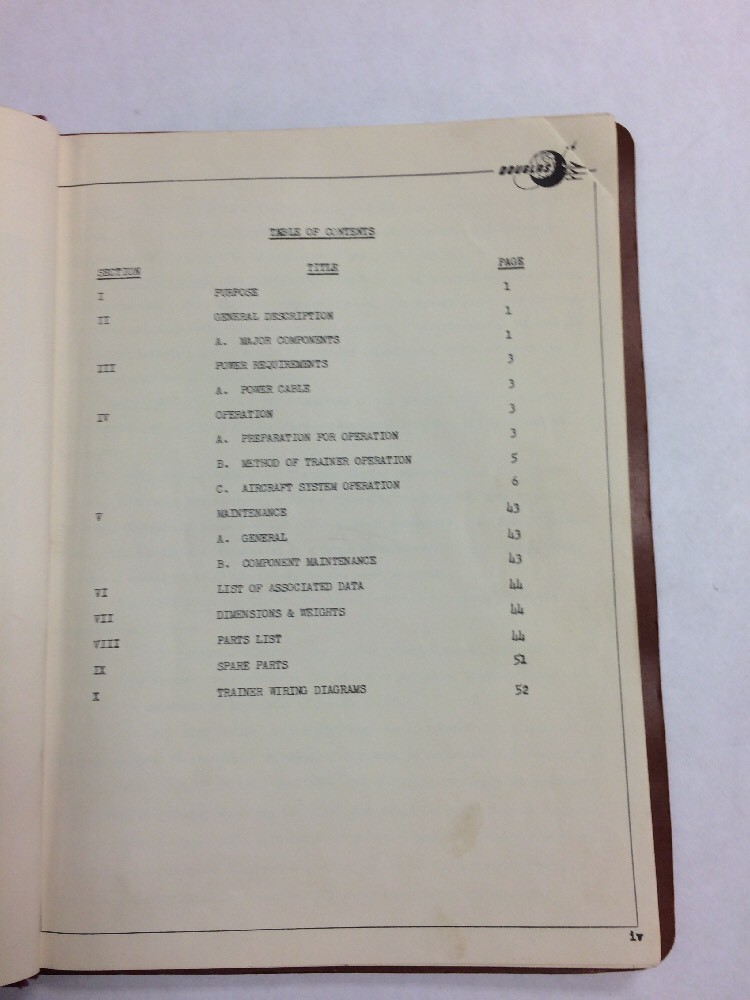 DOUGLAS
TABLE OF CONTENTS
SECTION TITLE PAGE
I PURPOSE 1
II GENERAL DESCRIPTION 1
A. MAJOR COMPONENTS 1
III POWER REQUIREMENTS 3
A. POWER CABLE 3
IV OPERATION 3
A. PREPARATION FOR OPERATION 3
B. METHOD OF TRAINER OPERATION 5
C. AIRCRAFT SYSTEM OPERATION 6
V MAINTENANCE 43
A. GENERAL 43
B. COMPONENT MAINTENANCE 43
VI LIST OF ASSOCIATED DATA 44
VII DIMENSIONS & WEIGHTS 44
VIII PARTS LIST 44
IX SPARE PARTS 51
X TRAINER WIRING DIAGRAMS 52
iv